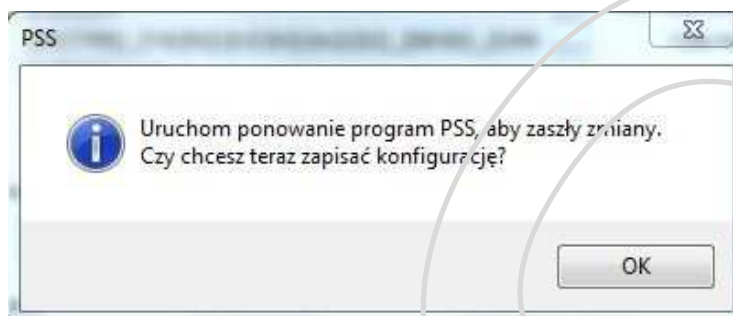 PSS
Uruchom ponowanie program PSS, aby zaszły zmiany.
Czy chcesz teraz zapisać konfigurację?
OK